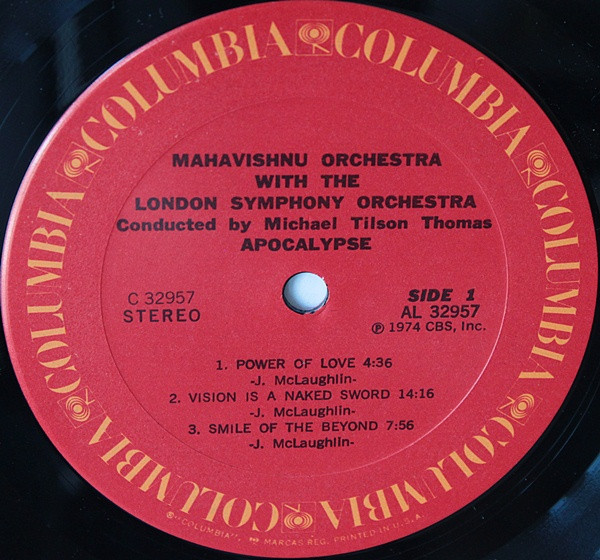 COLUMBIA COLUMBIA COLUMBIA COLUMBIA COLUMBIA COLUMBIA COLUMBIA
MAHAVISHNU ORCHESTRA
WITH THE
LONDON SYMPHONY ORCHESTRA
Conducted by Michael Tilson Thomas
APOCALYPSE
C 32957
STEREO
SIDE 1
AL 32957
Ⓟ 1974 CBS, Inc.
1. POWER OF LOVE 4:36
-J. McLaughlin-
2. VISION IS A NAKED SWORD 14:16
-J. McLaughlin-
3. SMILE OF THE BEYOND 7:56
-J. McLaughlin-
®"COLUMBIA", MARCAS REG. PRINTED IN U.S.A.